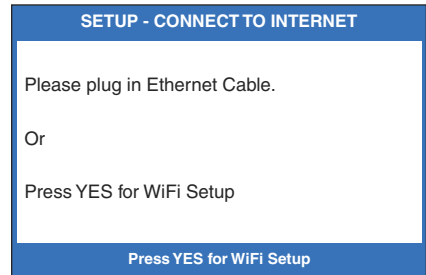 SETUP - CONNECT TO INTERNET
Please plug in Ethernet Cable.
Or
Press YES for WiFi Setup
Press YES for WiFi Setup